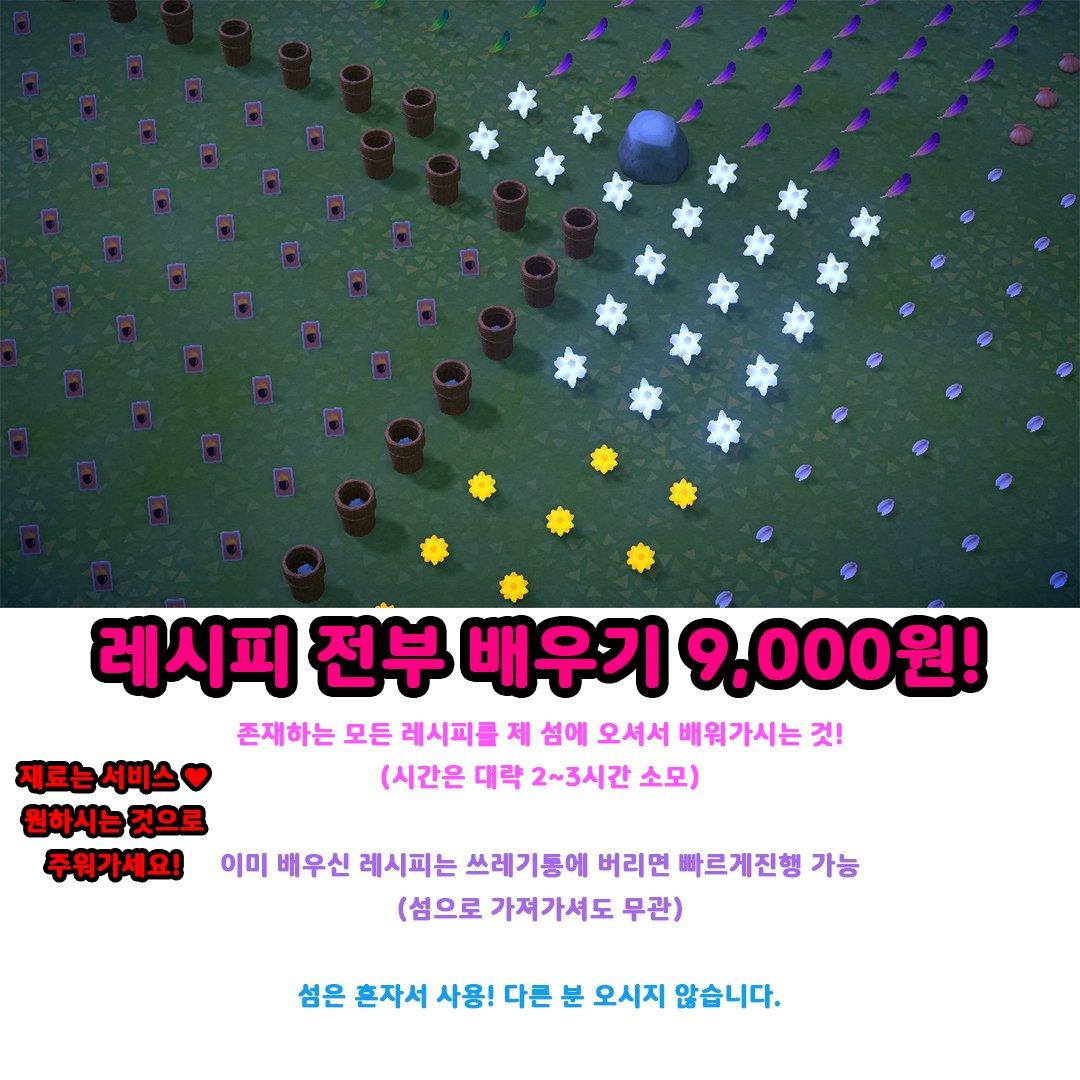 레시피 전부 배우기 9,000원!
존재하는 모든 레시피를 제 섬에 오셔서 배워가시는 것!
(시간은 대략 2~3시간 소모)
재료는 서비스 ♥
원하시는 것으로
주워가세요!
이미 배우신 레시피는 쓰레기통에 버리면 빠르게진행 가능
(섬으로 가져가셔도 무관)
섬은 혼자서 사용! 다른 분 오시지 않습니다.